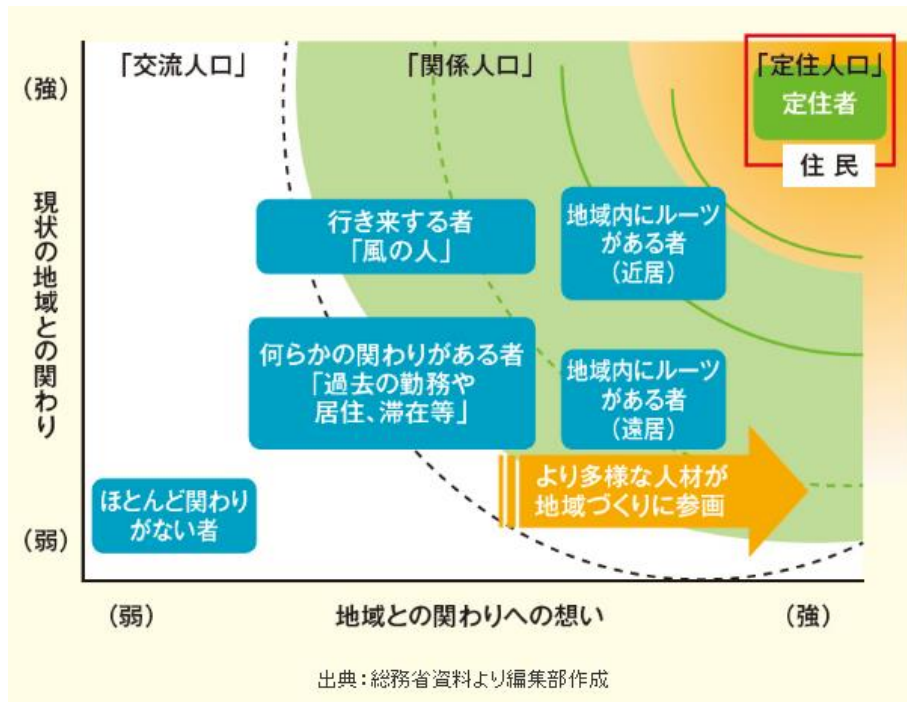 「交流人口」
「関係人口」
「定住人口」
定住者
住民
(強)
現状の地域との関わり
(弱)
行き来する者
「風の人」
地域内にルーツ
がある者
(近居)
何らかの関わりがある者
「過去の勤務や
居住、滞在等」
地域内にルーツ
がある者
(遠居)
ほとんど関わり
がない者
より多様な人材が
地域づくりに参画
(弱)
地域との関わりへの想い
(強)
出典:総務省資料より編集部作成